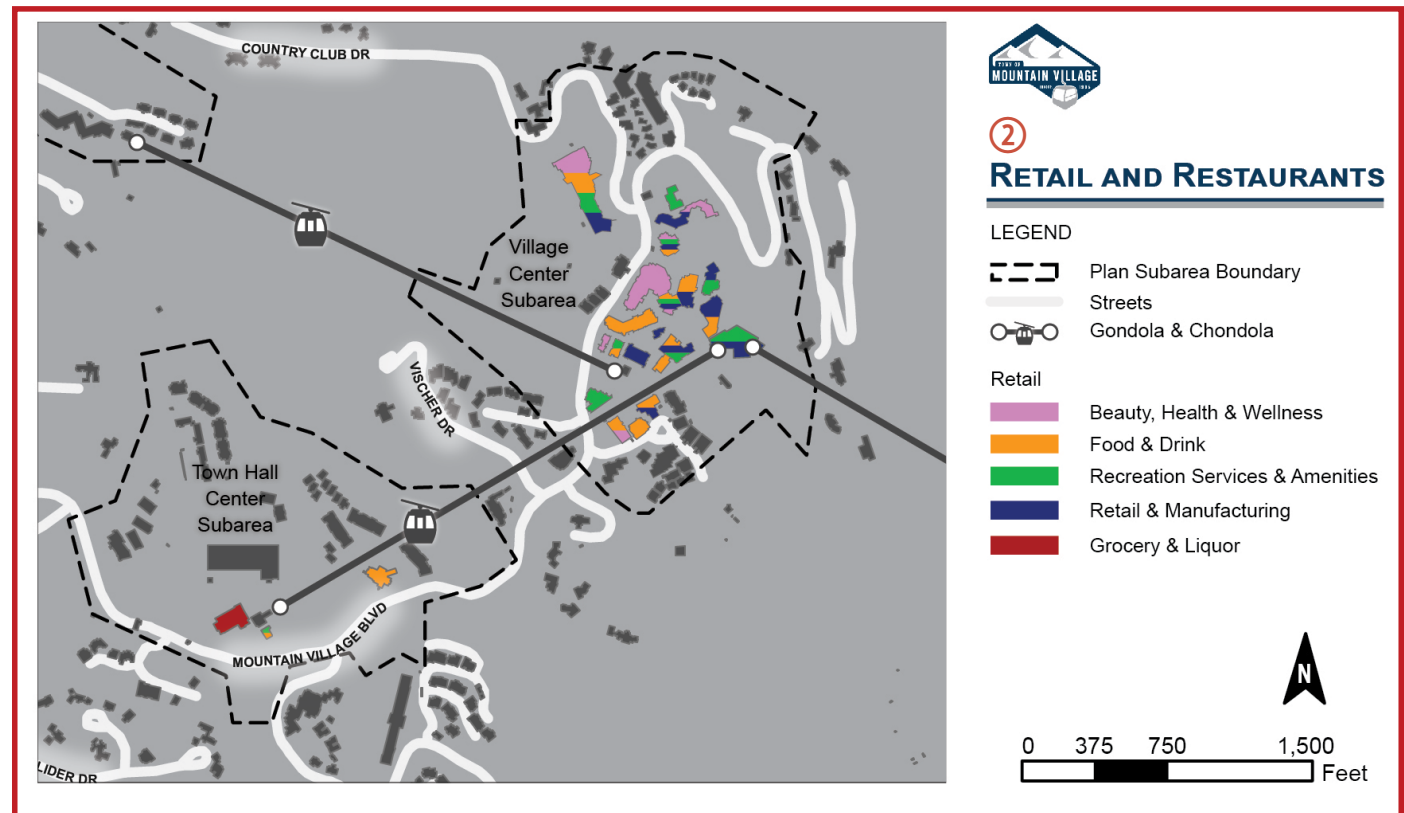 COUNTRY CLUB DR
Village
Center
Subarea
VISCHER DR
Town Hall
Center
Subarea
MOUNTAIN VILLAGE BLVD
LIDER DR
TOWN OF
MOUNTAIN VILLAGE
②
RETAIL AND RESTAURANTS
LEGEND
Plan Subarea Boundary
Streets
Gondola & Chondola
Retail
Beauty, Health & Wellness
Food & Drink
Recreation Services & Amenities
Retail & Manufacturing
Grocery & Liquor
N
0 375 750 1,500
Feet